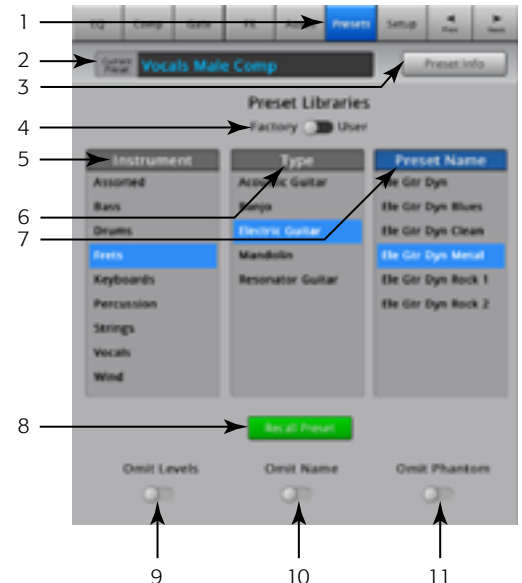 1
EQ Comp Gate FX Presets Setup
2
Current Preset
Vocals Male Comp
Preset Info
3
Preset Libraries
4
Factory User
5
Instrument Type Preset Name
6
7
Assorted Acoustic Guitar Ele Gtr Dyn
Bass Banjo Ele Gtr Dyn Blues
Drums Electric Guitar Ele Gtr Dyn Clean
Frets Mandolin Ele Gtr Dyn Metal
Keyboards Resonator Guitar Ele Gtr Dyn Rock 1
Percussion Ele Gtr Dyn Rock 2
Strings
Vocals
Wind
8
Recall Preset
Omit Levels Omit Name Omit Phantom
9 10 11